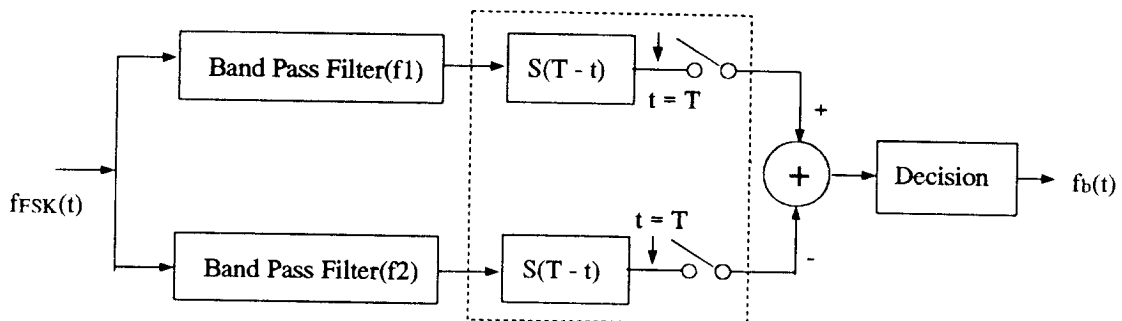 Band Pass Filter(f1)
S(T - t)
t = T
+
fFSK(t)
+
Decision
fb(t)
t = T
-
Band Pass Filter(f2)
S(T - t)